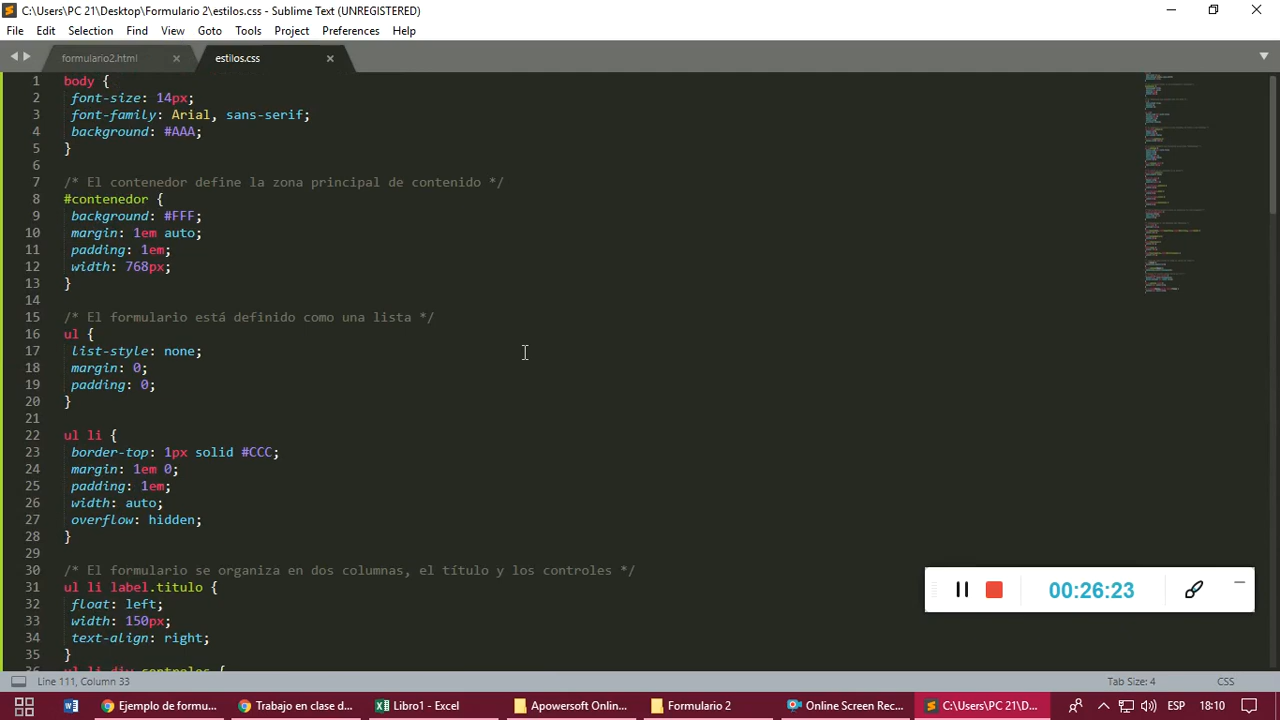 C:\Users\PC 21\Desktop\Formulario 2\estilos.css - Sublime Text (UNREGISTERED)
File Edit Selection Find View Goto Tools Project Preferences Help
formulario2.html estilos.css
1 body {
2 font-size: 14px;
3 font-family: Arial, sans-serif;
4 background: #AAA;
5 }
6
7 /* El contenedor define la zona principal de contenido */
8 #contenedor {
9 background: #FFF;
10 margin: 1em auto;
11 padding: 1em;
12 width: 768px;
13 }
14
15 /* El formulario está definido como una lista */
16 ul {
17 list-style: none;
18 margin: 0;
19 padding: 0;
20 }
21
22 ul li {
23 border-top: 1px solid #CCC;
24 margin: 1em 0;
25 padding: 1em;
26 width: auto;
27 overflow: hidden;
28 }
29
30 /* El formulario se organiza en dos columnas, el título y los controles */
31 ul li label.titulo {
32 float: left;
33 width: 150px;
34 text-align: right;
35 }
36 ul li div.controles {
00:26:23
Line 111, Column 33 Tab Size: 4 CSS
Ejemplo de formu... Trabajo en clase d... Libro1 - Excel Apowersoft Onlin... Formulario 2 Online Screen Rec... C:\Users\PC 21\D... ESP 18:10